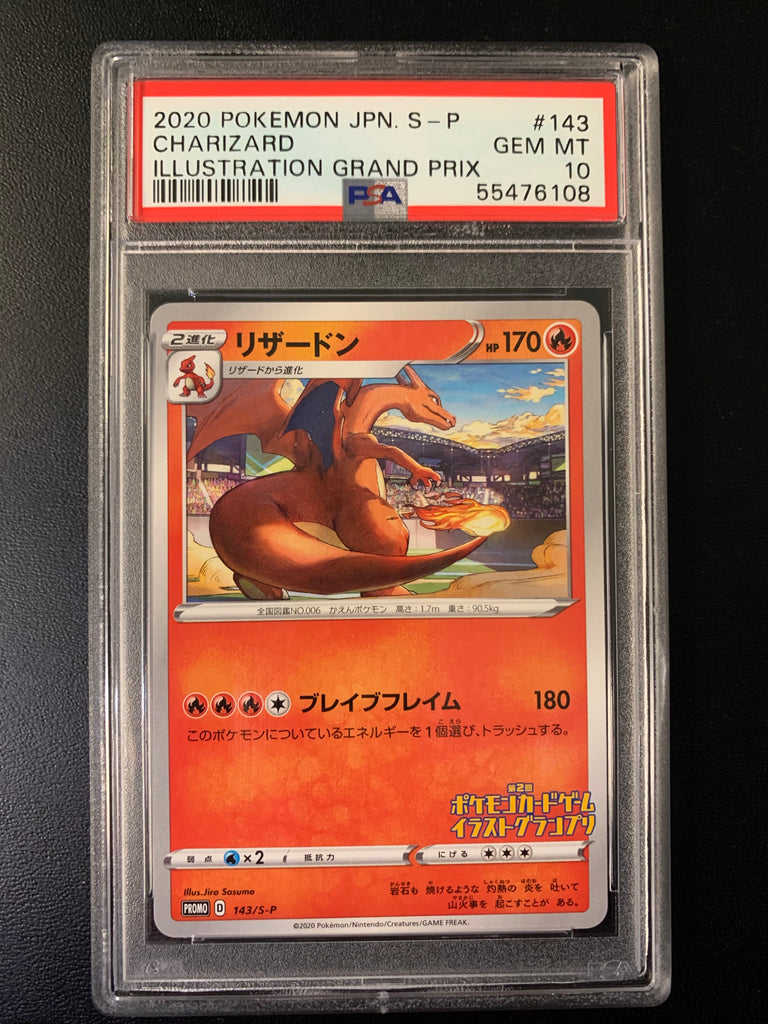 2020 POKEMON JPN. S-P #143
CHARIZARD GEM MT
ILLUSTRATION GRAND PRIX 10
PSA 55476108
2進化 リザードン HP 170
リザードから進化
全国図鑑NO.006 かえんポケモン 高さ：1.7m 重さ：90.5kg
ブレイブフレイム 180
このポケモンについているエネルギーを1個選び、トラッシュする。
第2回
ポケモンカードゲーム
イラストグランプリ
弱点 ×2 抵抗力 にげる
Illus.Jiro Sasumo
岩石も 焼けるような 灼熱の 炎を 吐いて
山火事を 起こすことが ある。
PROMO D 143/S-P
©2020 Pokémon/Nintendo/Creatures/GAME FREAK.